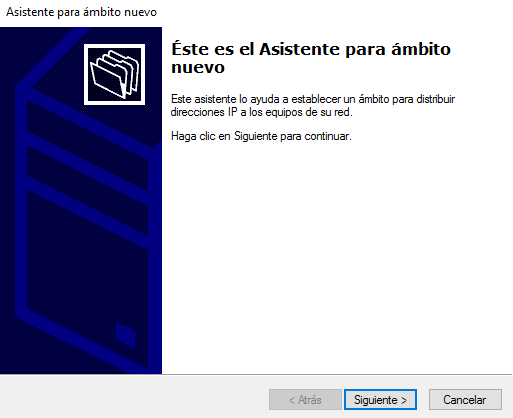 Asistente para ámbito nuevo
Éste es el Asistente para ámbito
nuevo
Este asistente lo ayuda a establecer un ámbito para distribuir
direcciones IP a los equipos de su red.
Haga clic en Siguiente para continuar.
< Atrás
Siguiente >
Cancelar